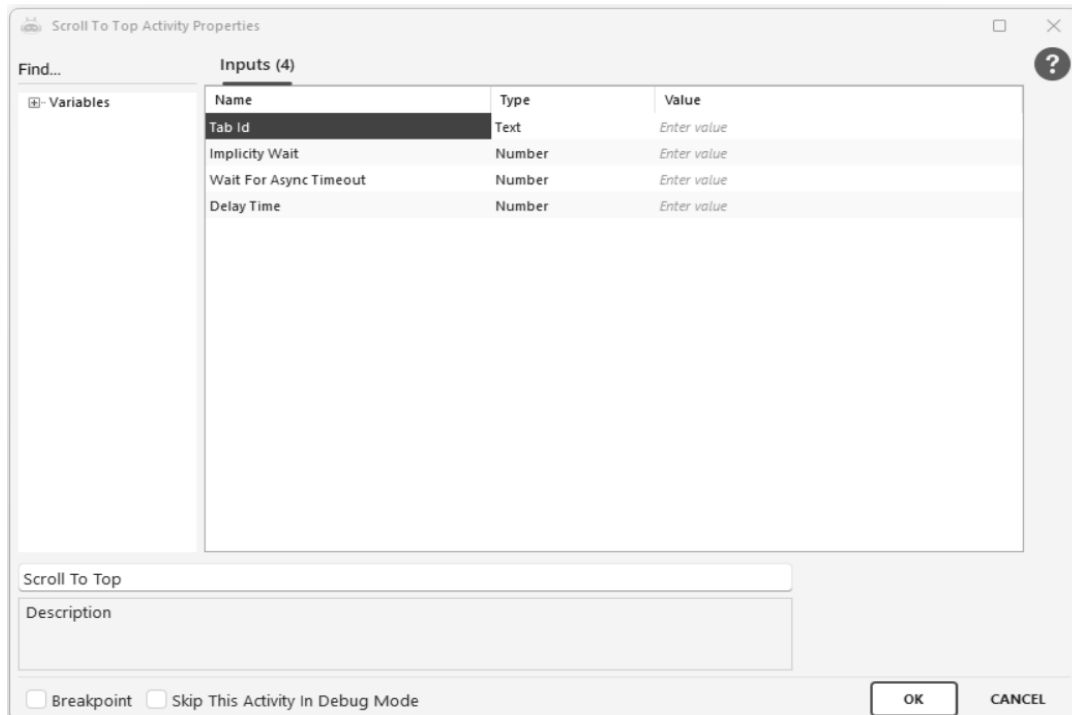 Scroll To Top Activity Properties
Find...
Inputs (4)
?
Variables
Name Type Value
Tab Id Text Enter value
Implicity Wait Number Enter value
Wait For Async Timeout Number Enter value
Delay Time Number Enter value
Scroll To Top
Description
Breakpoint Skip This Activity In Debug Mode OK CANCEL